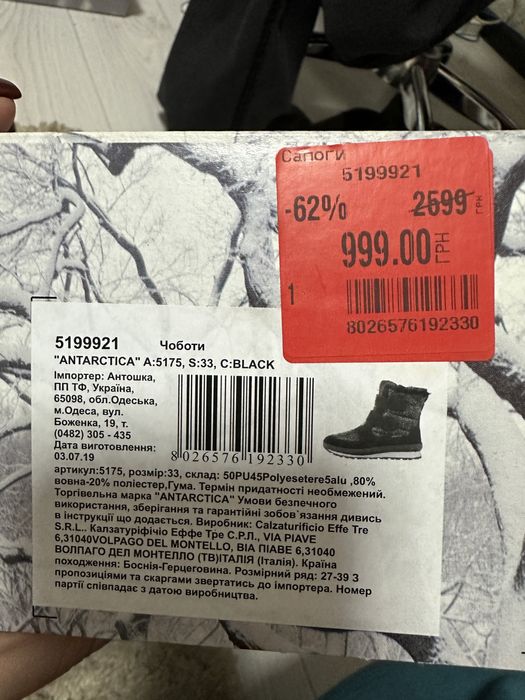 Сапоги
5199921
-62% 2599 ГРН
999.00 ГРН
1
8026576192330
5199921 Чоботи
"ANTARCTICA" A:5175, S:33, C:BLACK
Імпортер: Антошка,
ПП ТФ, Україна,
65098, обл.Одеська,
м.Одеса, вул.
Боженка, 19, т.
(0482) 305 - 435
Дата виготовлення:
03.07.19
8 026576 192330
артикул:5175, розмір:33, склад: 50PU45Polyesetere5alu ,80%
вовна-20% поліестер,Гума. Термін придатності необмежений.
Торгівельна марка "ANTARCTICA" Умови безпечного
використання, зберігання та гарантійні зобов`язання дивись
в інструкції що додається. Виробник: Calzaturificio Effe Tre
S.R.L.. Калзатуріфічіо Еффе Тре С.Р.Л., VIA PIAVE
6,31040VOLPAGO DEL MONTELLO, ВІА ПІАВЕ 6,31040
ВОЛПАГО ДЕЛ МОНТЕЛЛО (ТВ)ІТАЛІЯ (Італія). Країна
походження: Боснія-Герцеговина. Розмірний ряд: 27-39 З
пропозиціями та скаргами звертатись до імпортера. Номер
партії співпадає з датою виробництва.